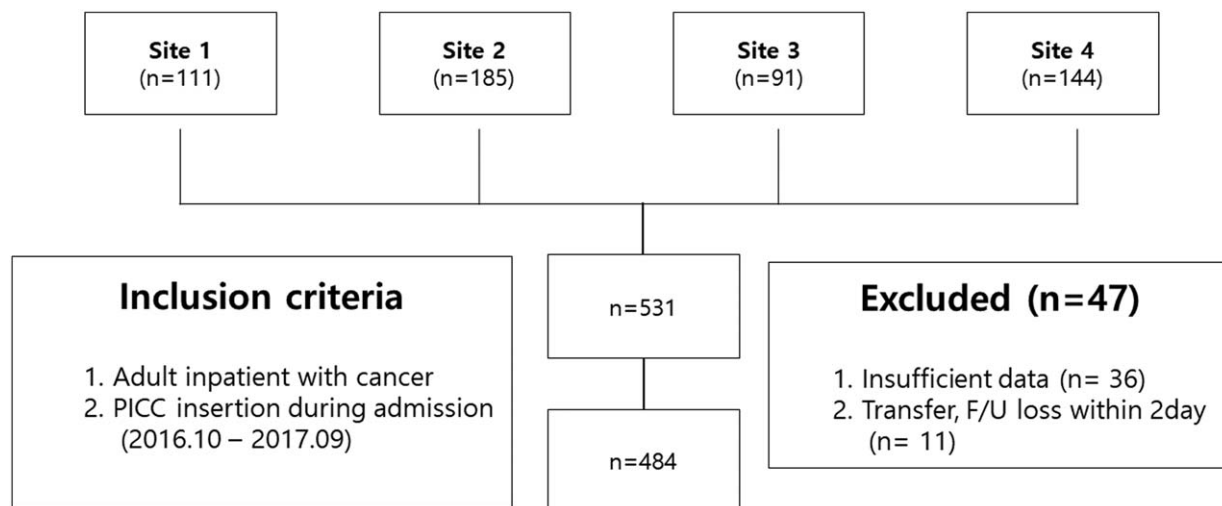 Site 1
(n=111)
Site 2
(n=185)
Site 3
(n=91)
Site 4
(n=144)
Inclusion criteria
1. Adult inpatient with cancer
2. PICC insertion during admission
(2016.10 – 2017.09)
n=531
n=484
Excluded (n=47)
1. Insufficient data (n= 36)
2. Transfer, F/U loss within 2day
(n= 11)